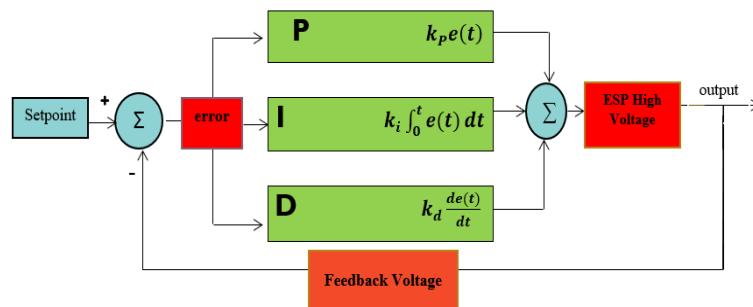 P k_P e(t)
+
Setpoint
Σ
error
I k_i ∫_0^t e(t) dt
∑
ESP High
Voltage
output
-
D k_d de(t)/dt
Feedback Voltage